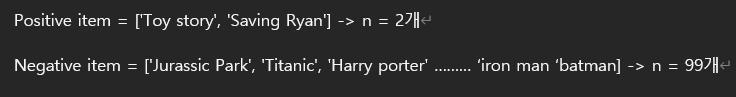 Positive item = ['Toy story', 'Saving Ryan'] -> n = 2개↵
Negative item = ['Jurassic Park', 'Titanic', 'Harry porter' ......... ‘iron man ‘batman] -> n = 99개↵